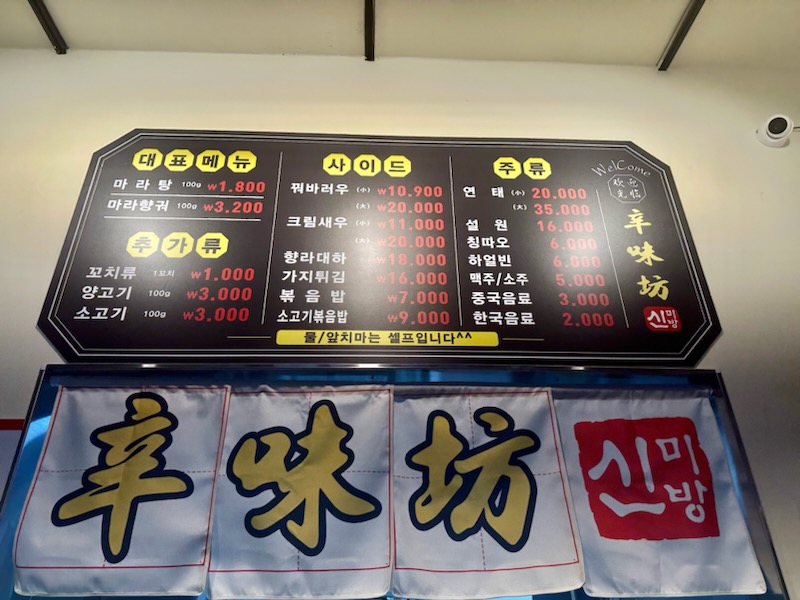 대표메뉴
마라탕 100g ₩1.800
마라향궈 100g ₩3.200
추가류
꼬치류 1꼬치 ₩1.000
양고기 100g ₩3.000
소고기 100g ₩3.000
사이드
꿔바러우 (小) ₩10.900
(大) ₩20.000
크림새우 (小) ₩11.000
(大) ₩20.000
향라대하 ₩18.000
가지튀김 ₩16.000
볶음밥 ₩7.000
소고기볶음밥 ₩9.000
주류
연태 (小) 20.000
(大) 35.000
설원 16.000
칭따오 6.000
하얼빈 6.000
맥주/소주 5.000
중국음료 3.000
한국음료 2.000
물/앞치마는 셀프입니다^^
WelCome
欢迎光临
辛味坊
신미방
辛味坊
신미방